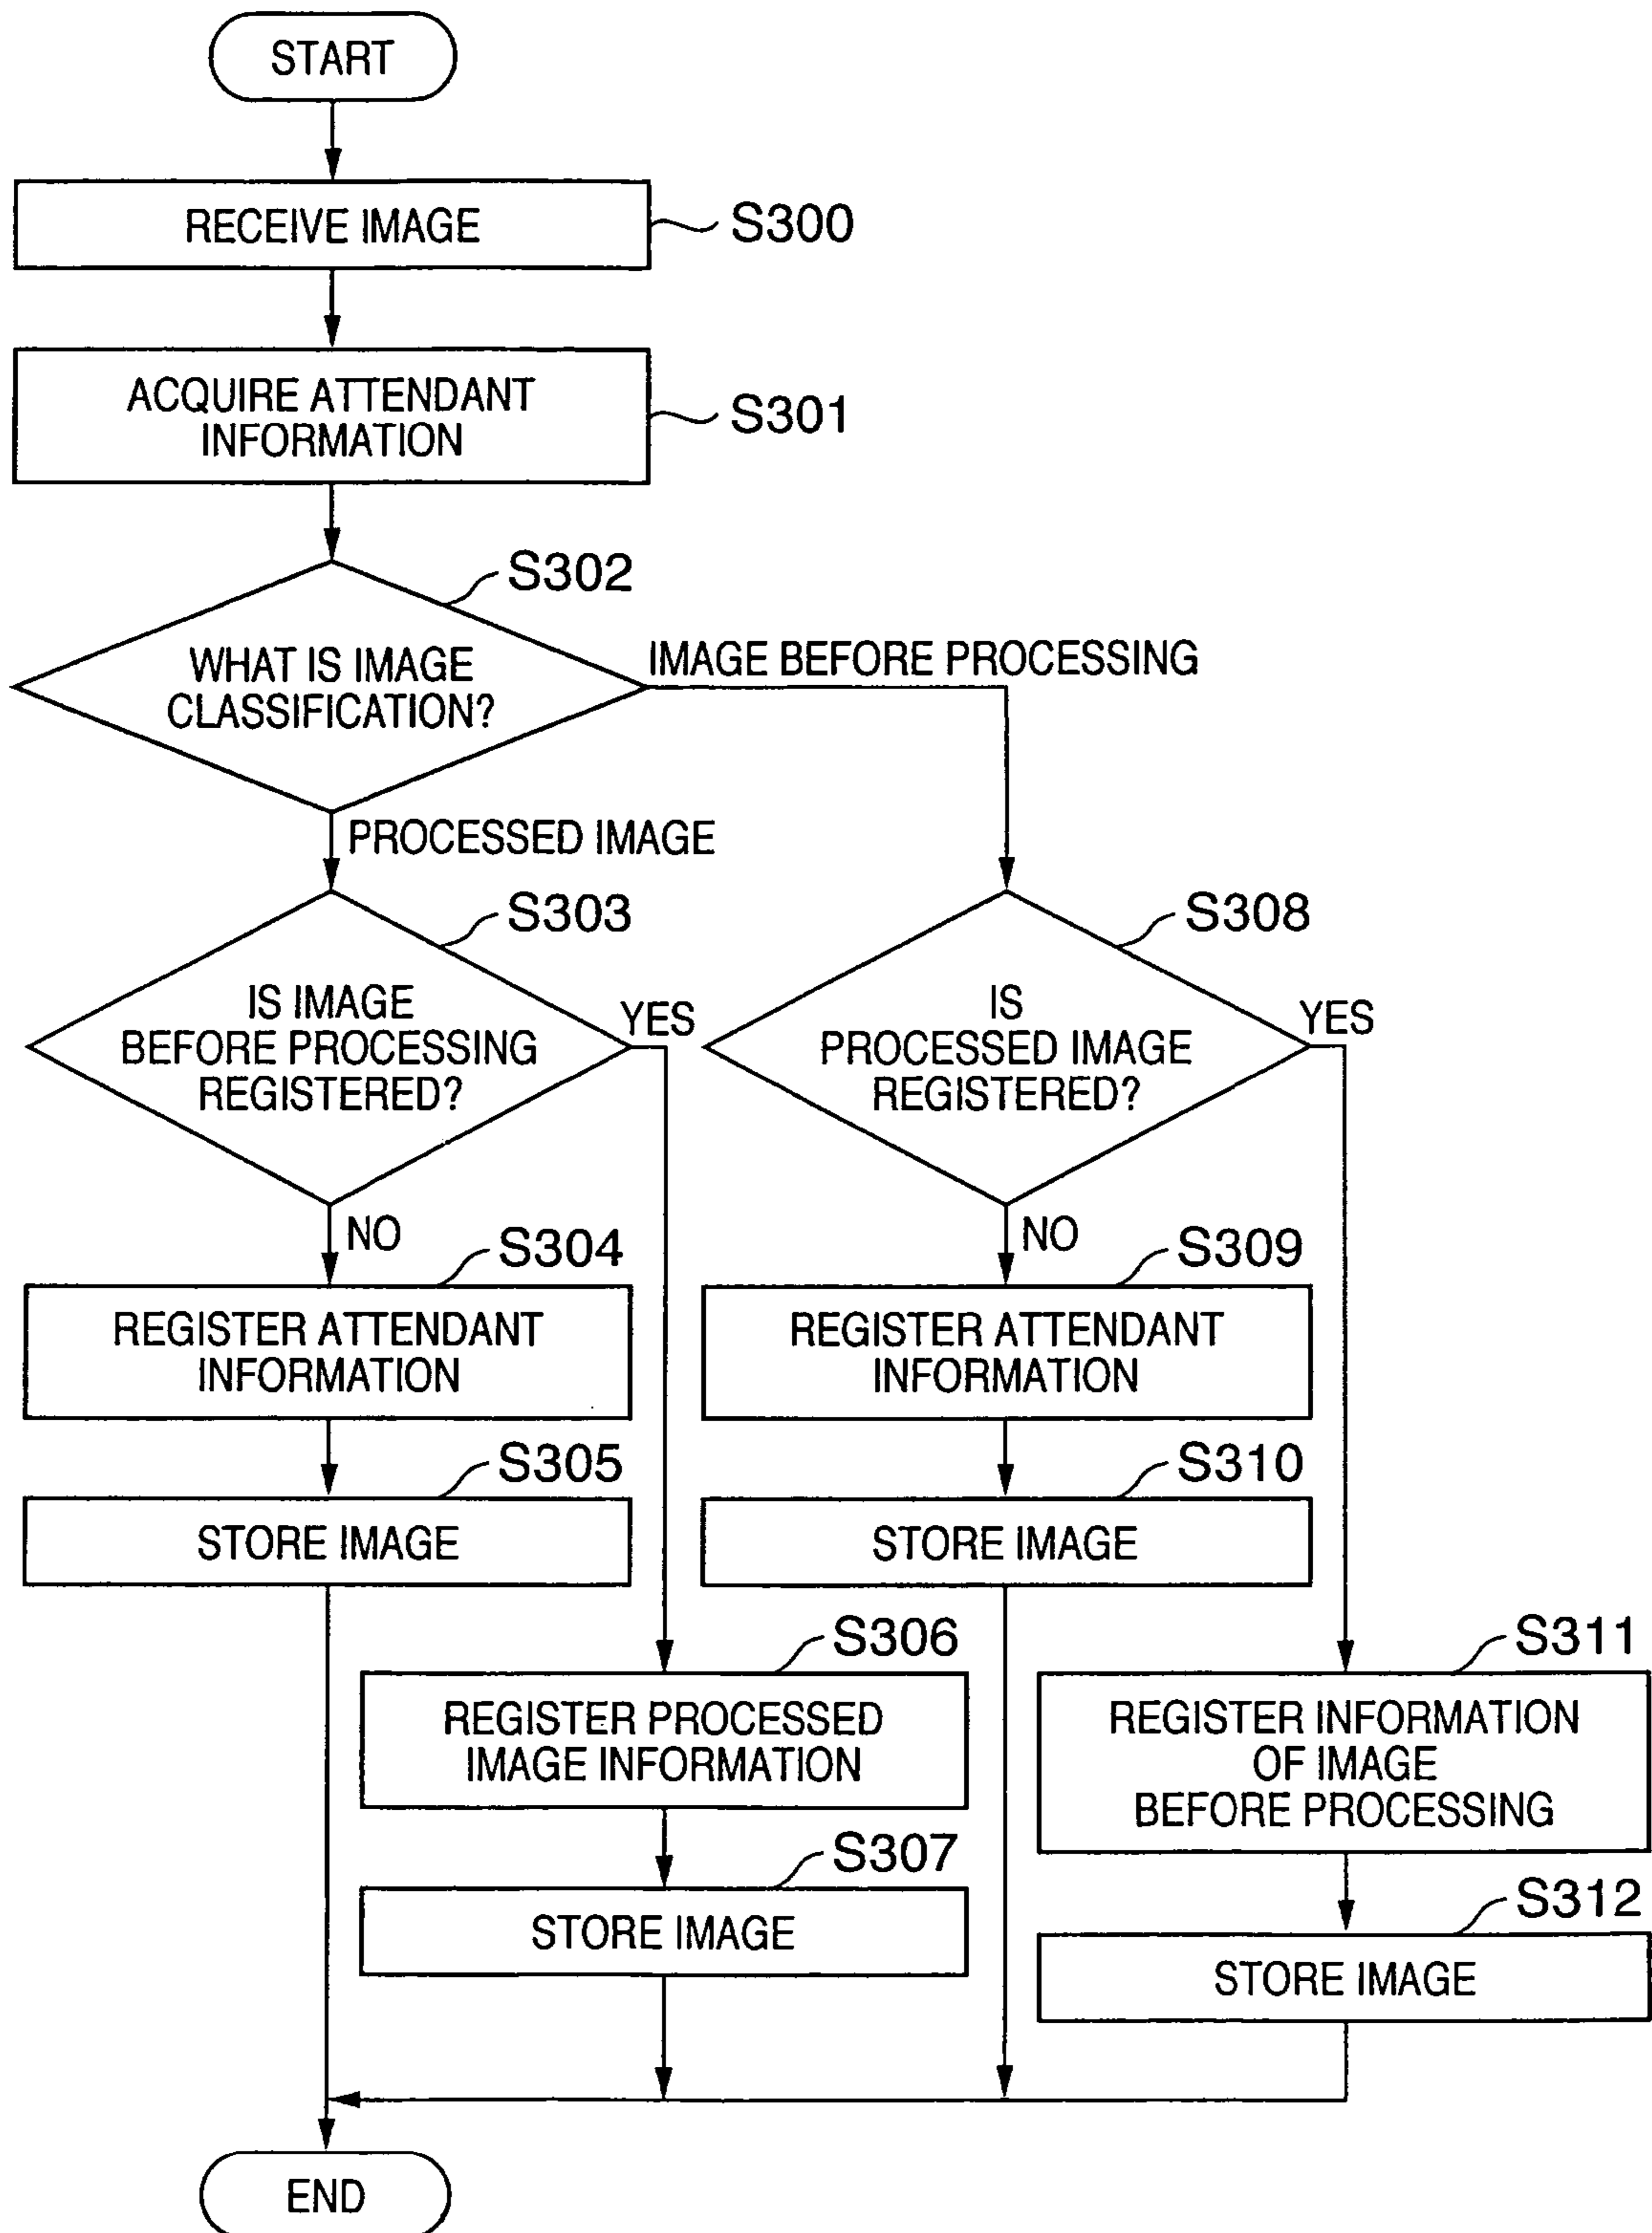 START
RECEIVE IMAGE
S300
ACQUIRE ATTENDANT
INFORMATION
S301
S302
WHAT IS IMAGE
CLASSIFICATION?
IMAGE BEFORE PROCESSING
PROCESSED IMAGE
S303
IS IMAGE
BEFORE PROCESSING
REGISTERED?
YES
NO
S308
IS
PROCESSED IMAGE
REGISTERED?
YES
NO
S304
REGISTER ATTENDANT
INFORMATION
S309
REGISTER ATTENDANT
INFORMATION
S305
STORE IMAGE
S310
STORE IMAGE
S306
REGISTER PROCESSED
IMAGE INFORMATION
S311
REGISTER INFORMATION
OF IMAGE
BEFORE PROCESSING
S307
STORE IMAGE
S312
STORE IMAGE
END